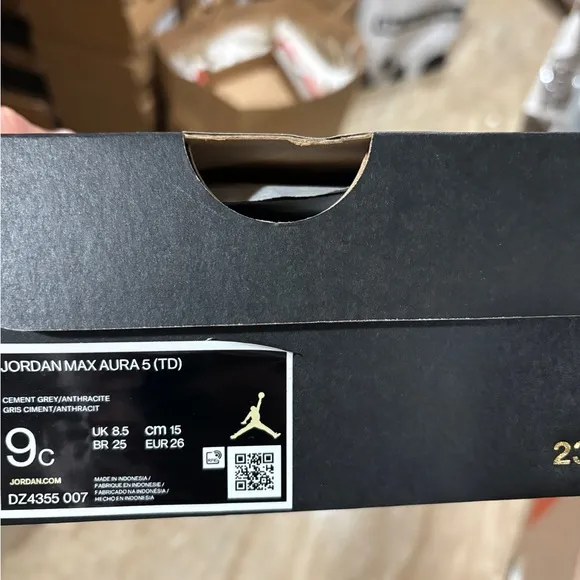 JORDAN MAX AURA 5 (TD)
CEMENT GREY/ANTHRACITE
GRIS CIMENT/ANTHRACIT
9C
UK 8.5 cm 15
BR 25 EUR 26
JORDAN.COM
DZ4355 007
MADE IN INDONESIA/
FABRIQUE EN INDONESIE/
FABRICADO NA INDONÉSIA/
HECHO EN INDONESIA
23